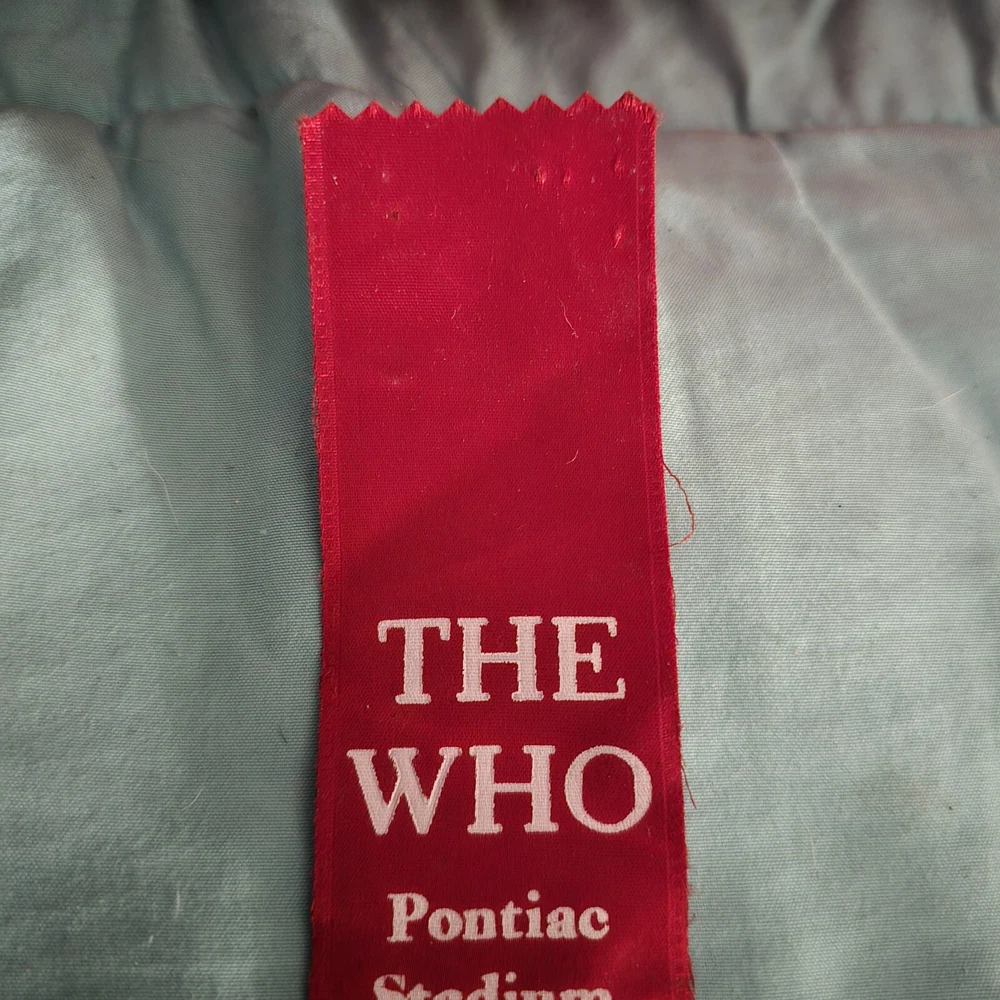 THE
WHO
Pontiac
Stadium